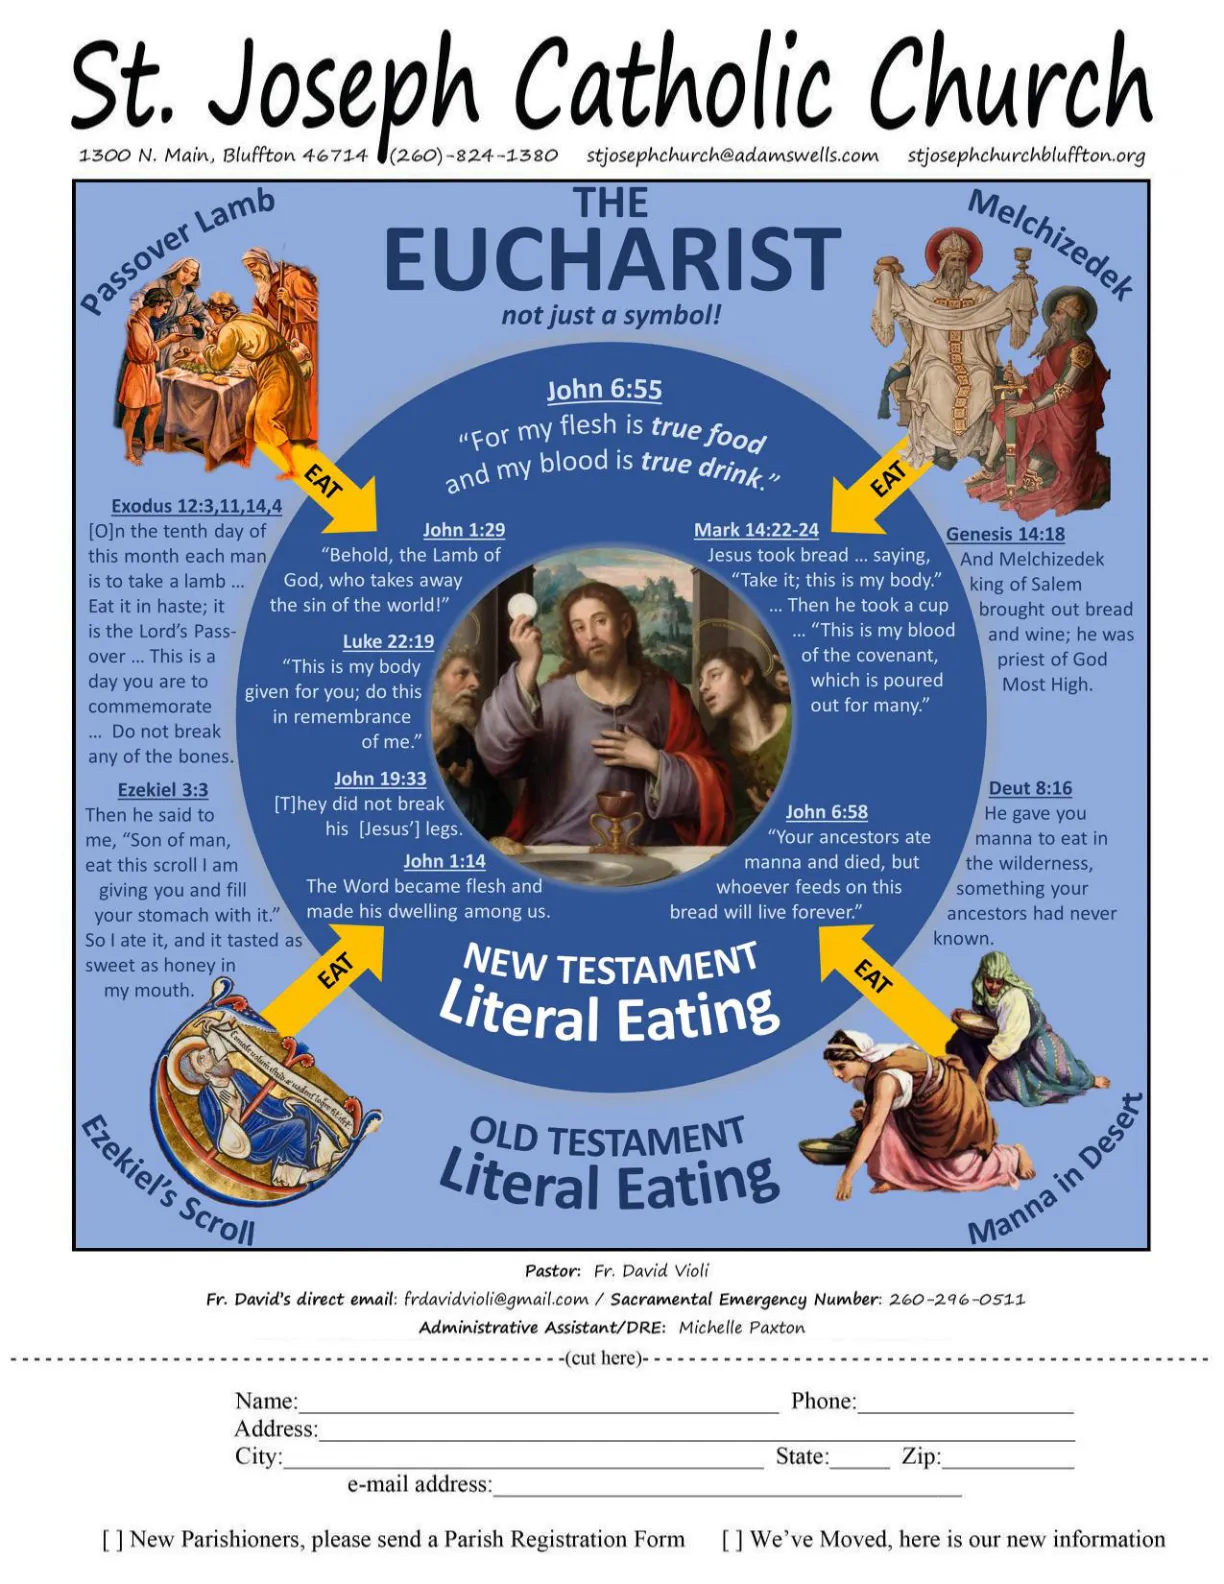 St. Joseph Catholic Church
1300 N. Main, Bluffton 46714 (260)-824-1380 stjosephchurch@adamswells.com stjosephchurchbluffton.org
THE
EUCHARIST
not just a symbol!
Passover Lamb
Melchizedek
John 6:55
"For my flesh is true food
and my blood is true drink."
EAT
EAT
Exodus 12:3,11,14,4
[O]n the tenth day of
this month each man
is to take a lamb ...
Eat it in haste; it
is the Lord's Pass-
over ... This is a
day you are to
commemorate
... Do not break
any of the bones.
John 1:29
"Behold, the Lamb of
God, who takes away
the sin of the world!"
Luke 22:19
"This is my body
given for you; do this
in remembrance
of me."
John 19:33
[T]hey did not break
his [Jesus'] legs.
John 1:14
The Word became flesh and
made his dwelling among us.
Mark 14:22-24
Jesus took bread ... saying,
"Take it; this is my body."
... Then he took a cup
... "This is my blood
of the covenant,
which is poured
out for many."
John 6:58
"Your ancestors ate
manna and died, but
whoever feeds on this
bread will live forever."
Genesis 14:18
And Melchizedek
king of Salem
brought out bread
and wine; he was
priest of God
Most High.
Ezekiel 3:3
Then he said to
me, "Son of man,
eat this scroll I am
giving you and fill
your stomach with it."
So I ate it, and it tasted as
sweet as honey in
my mouth.
Deut 8:16
He gave you
manna to eat in
the wilderness,
something your
ancestors had never
known.
EAT
EAT
NEW TESTAMENT
Literal Eating
OLD TESTAMENT
Literal Eating
Ezekiel's Scroll
Manna in Desert
Pastor: Fr. David Violi
Fr. David's direct email: frdavidvioli@gmail.com / Sacramental Emergency Number: 260-296-0511
Administrative Assistant/DRE: Michelle Paxton
(cut here)
Name: Phone:
Address:
City: State: Zip:
e-mail address:
[ ] New Parishioners, please send a Parish Registration Form [ ] We've Moved, here is our new information